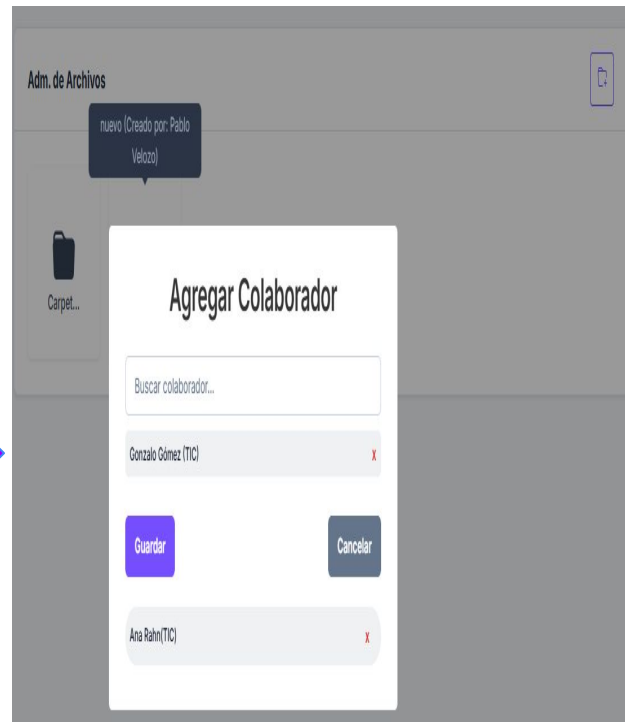 Adm. de Archivos
nuevo (Creado por: Pablo
Velozo)
Carpet...
Agregar Colaborador
Buscar colaborador...
Gonzalo Gómez (TIC) x
Guardar Cancelar
Ana Rahn(TIC) x